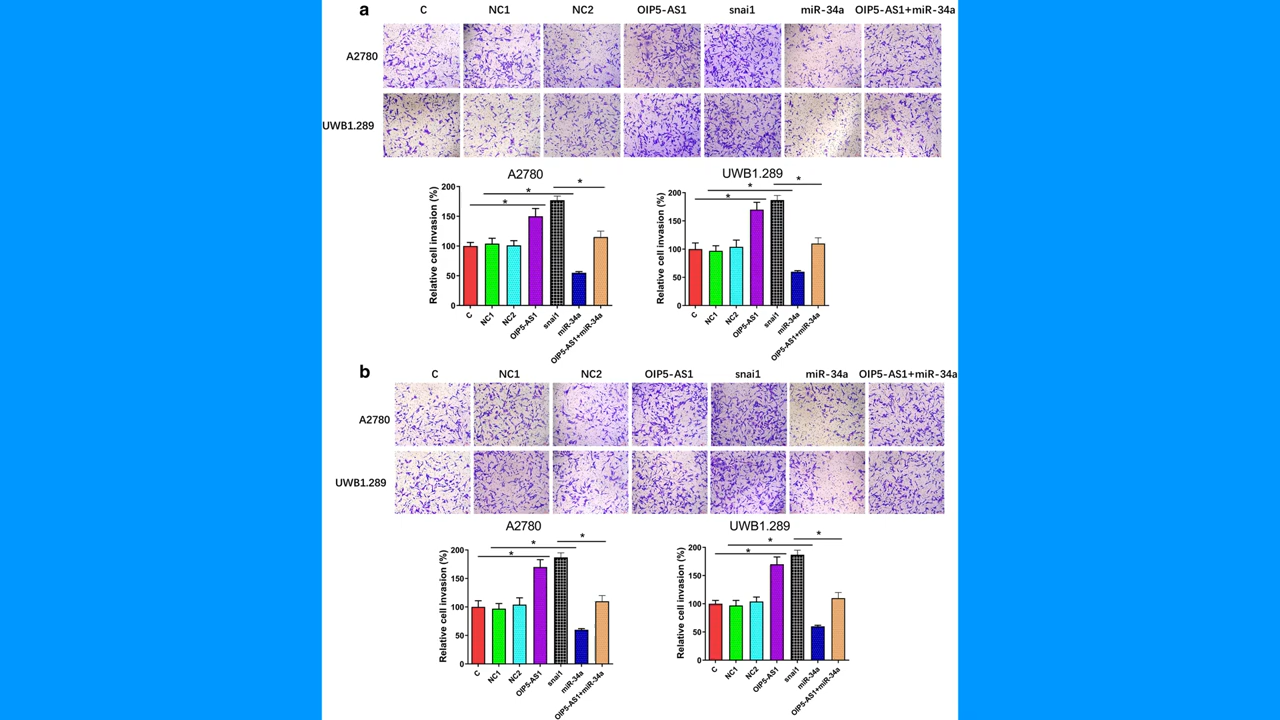 a
C NC1 NC2 OIP5-AS1 snai1 miR-34a OIP5-AS1+miR-34a
A2780
UWB1.289
A2780
UWB1.289
* * *
* * *
Relative cell invasion (%)
200
150
100
50
0
C NC1 NC2 OIP5-AS1 snai1 miR-34a OIP5-AS1+miR-34a
Relative cell invasion (%)
200
150
100
50
0
C NC1 NC2 OIP5-AS1 snai1 miR-34a OIP5-AS1+miR-34a
b
C NC1 NC2 OIP5-AS1 snai1 miR-34a OIP5-AS1+miR-34a
A2780
UWB1.289
A2780
UWB1.289
* * *
* * *
Relative cell invasion (%)
200
150
100
50
0
C NC1 NC2 OIP5-AS1 snai1 miR-34a OIP5-AS1+miR-34a
Relative cell invasion (%)
200
150
100
50
0
C NC1 NC2 OIP5-AS1 snai1 miR-34a OIP5-AS1+miR-34a